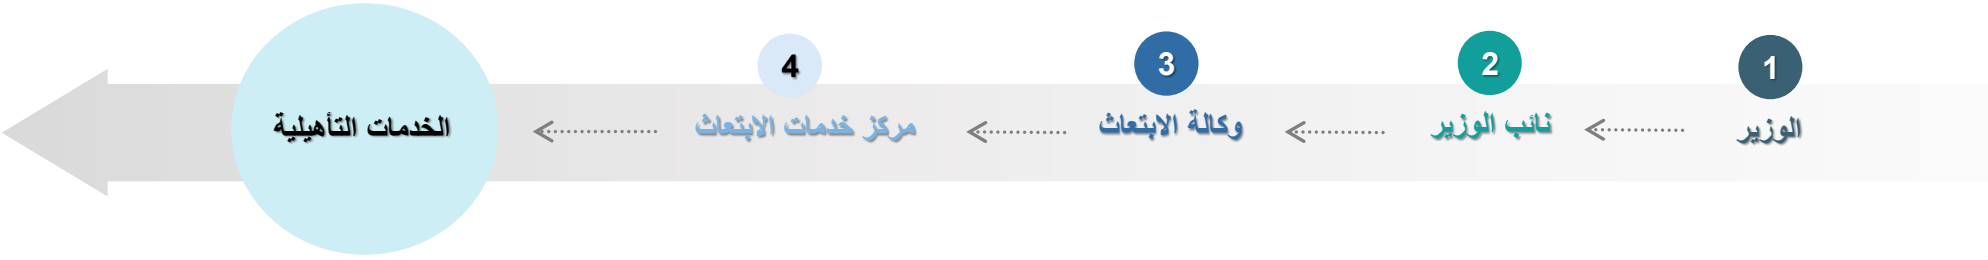 1
الوزير
2
نائب الوزير
3
وكالة الابتعاث
4
مركز خدمات الابتعاث
الخدمات التأهيلية